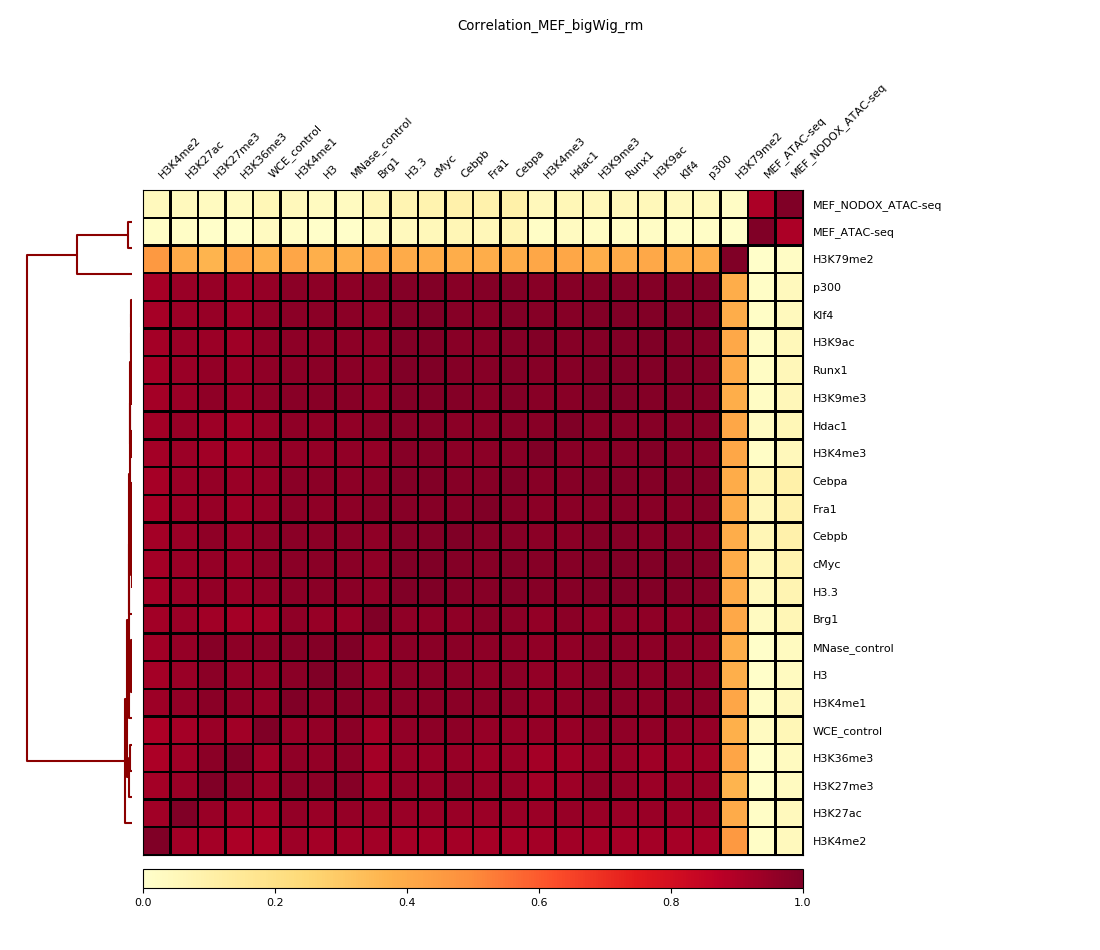 Correlation_MEF_bigWig_rm
H3K4me2
H3K27ac
H3K27me3
H3K36me3
WCE_control
H3K4me1
H3
MNase_control
Brg1
H3.3
cMyc
Cebpb
Fra1
Cebpa
H3K4me3
Hdac1
H3K9me3
Runx1
H3K9ac
Klf4
p300
H3K79me2
MEF_ATAC-seq
MEF_NODOX_ATAC-seq
MEF_NODOX_ATAC-seq
MEF_ATAC-seq
H3K79me2
p300
Klf4
H3K9ac
Runx1
H3K9me3
Hdac1
H3K4me3
Cebpa
Fra1
Cebpb
cMyc
H3.3
Brg1
MNase_control
H3
H3K4me1
WCE_control
H3K36me3
H3K27me3
H3K27ac
H3K4me2
0.0 0.2 0.4 0.6 0.8 1.0